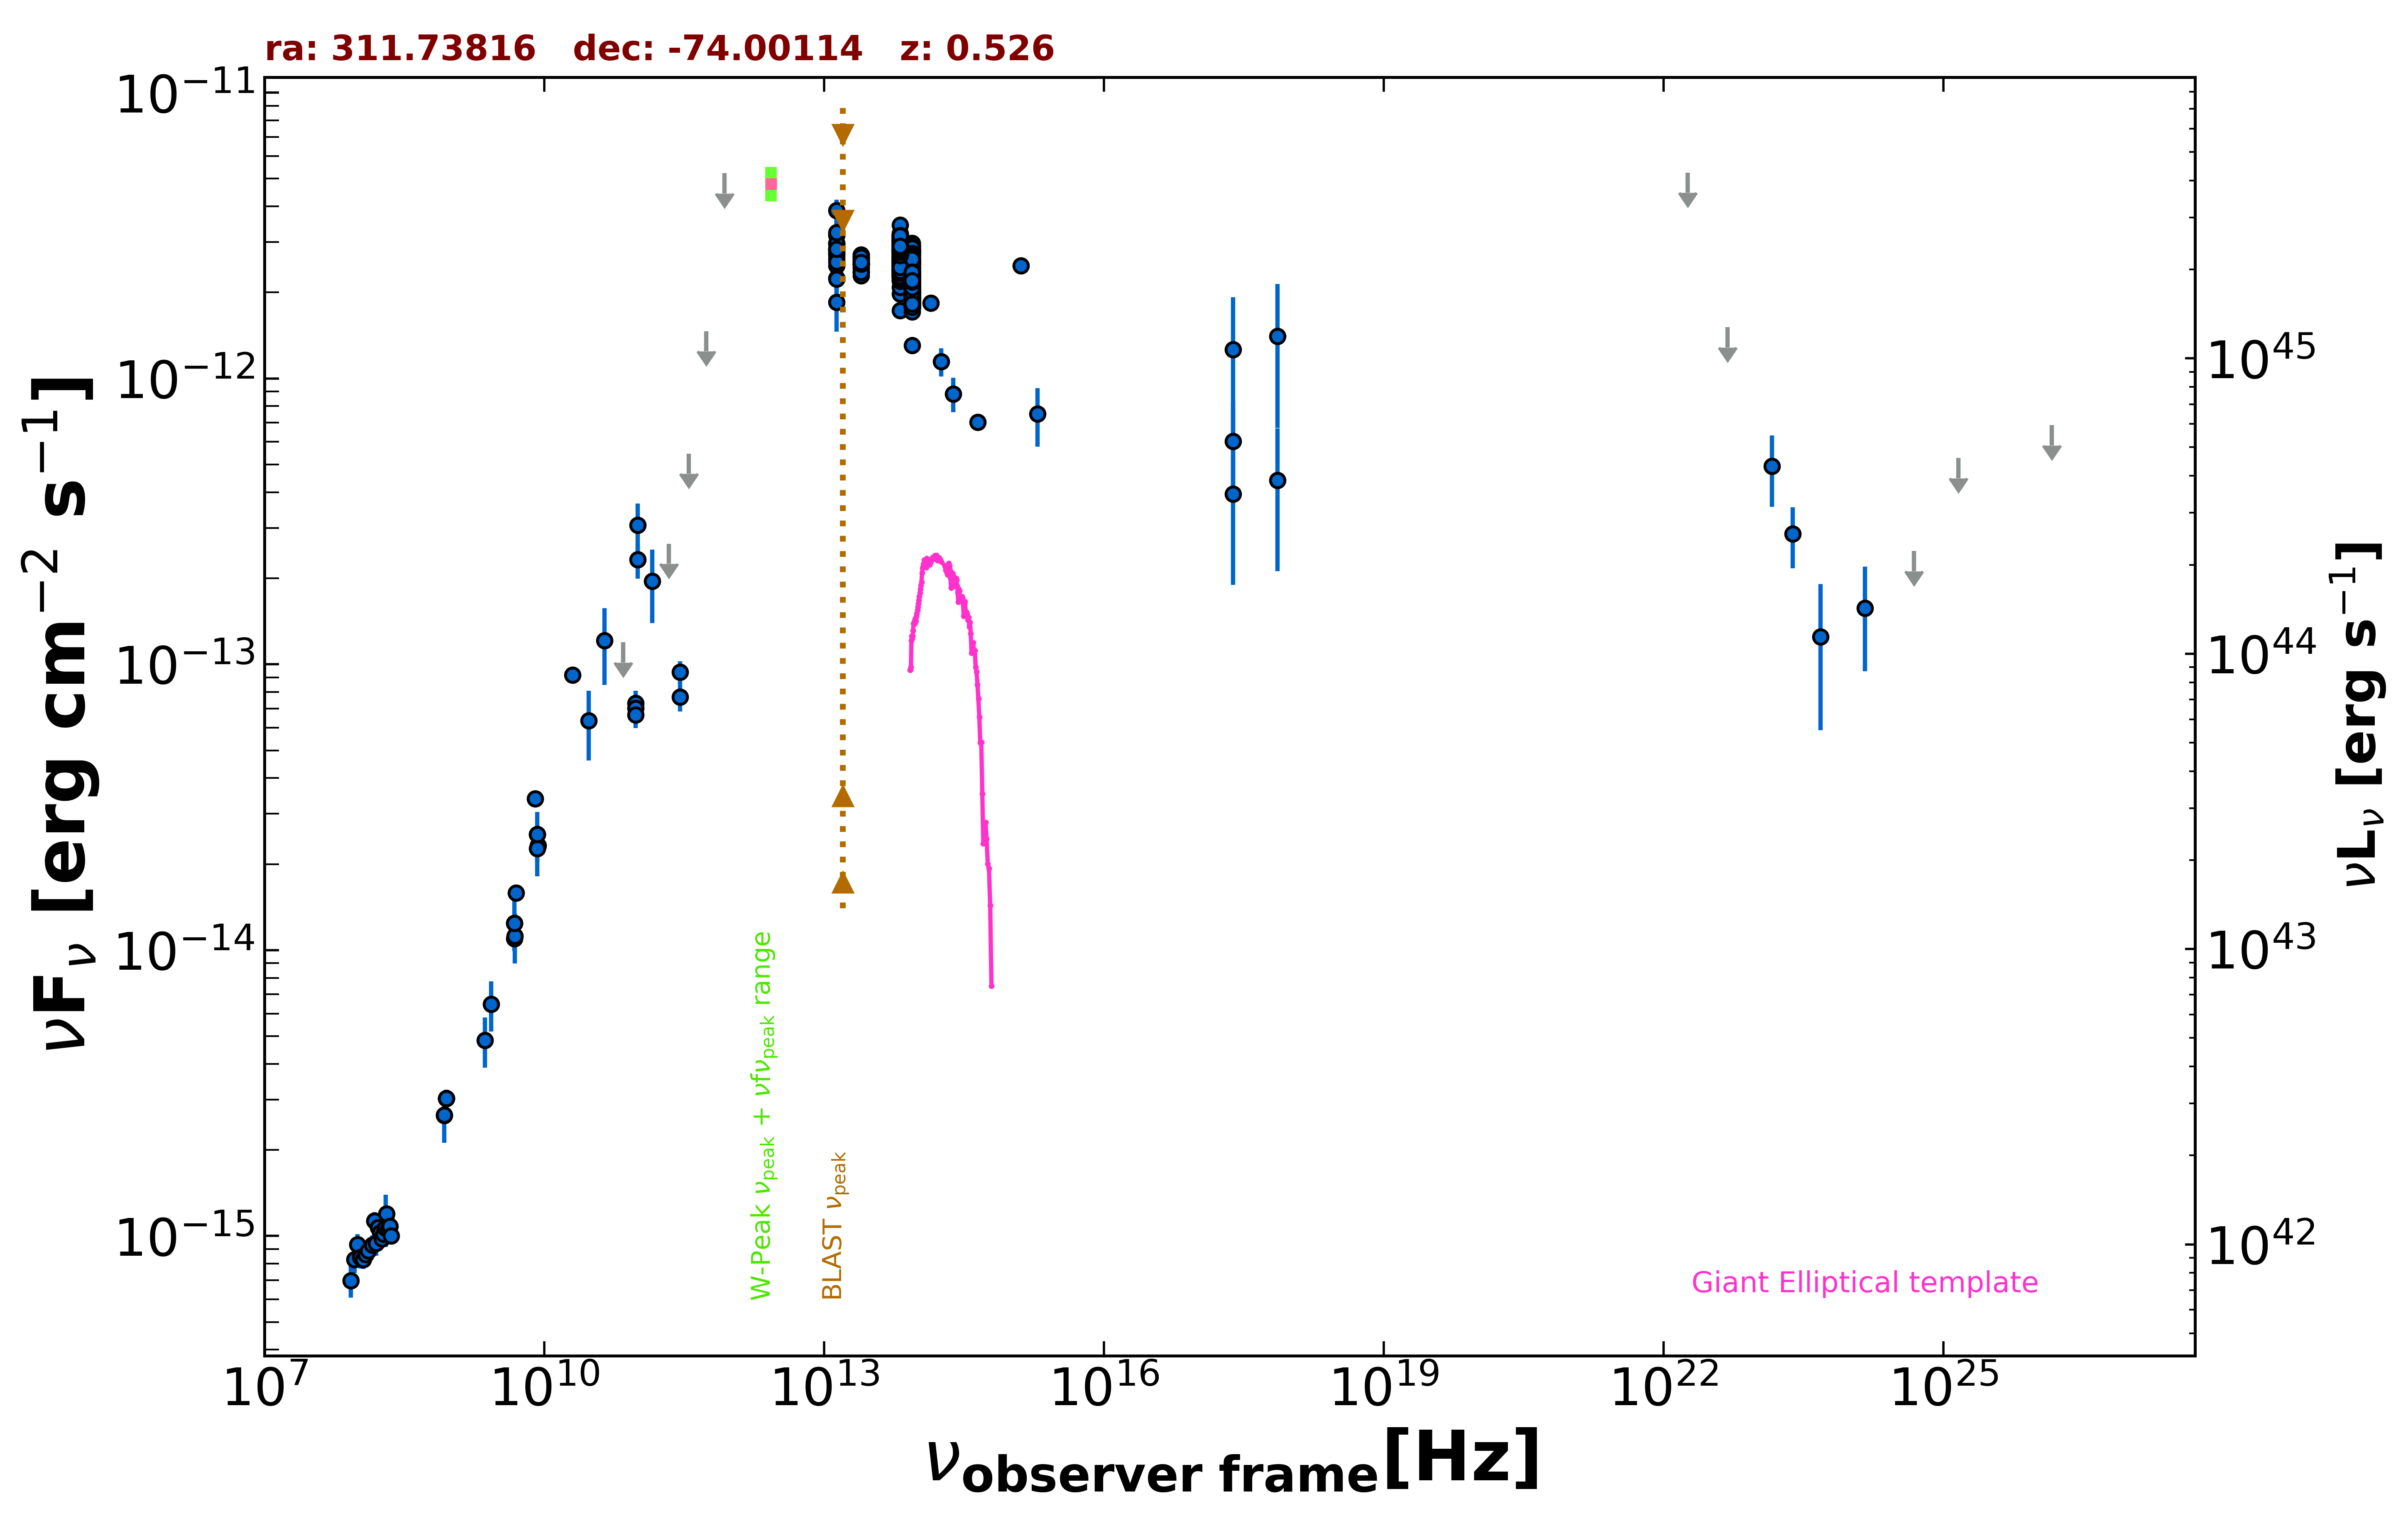 ra: 311.73816   dec: -74.00114   z: 0.526
10⁻¹¹
10⁻¹²
10⁻¹³
10⁻¹⁴
10⁻¹⁵
νFν [erg cm⁻² s⁻¹]
10⁴⁵
10⁴⁴
10⁴³
10⁴²
νLν [erg s⁻¹]
W-Peak νpeak + νfνpeak range
BLAST νpeak
Giant Elliptical template
10⁷ 10¹⁰ 10¹³ 10¹⁶ 10¹⁹ 10²² 10²⁵
νobserver frame[Hz]